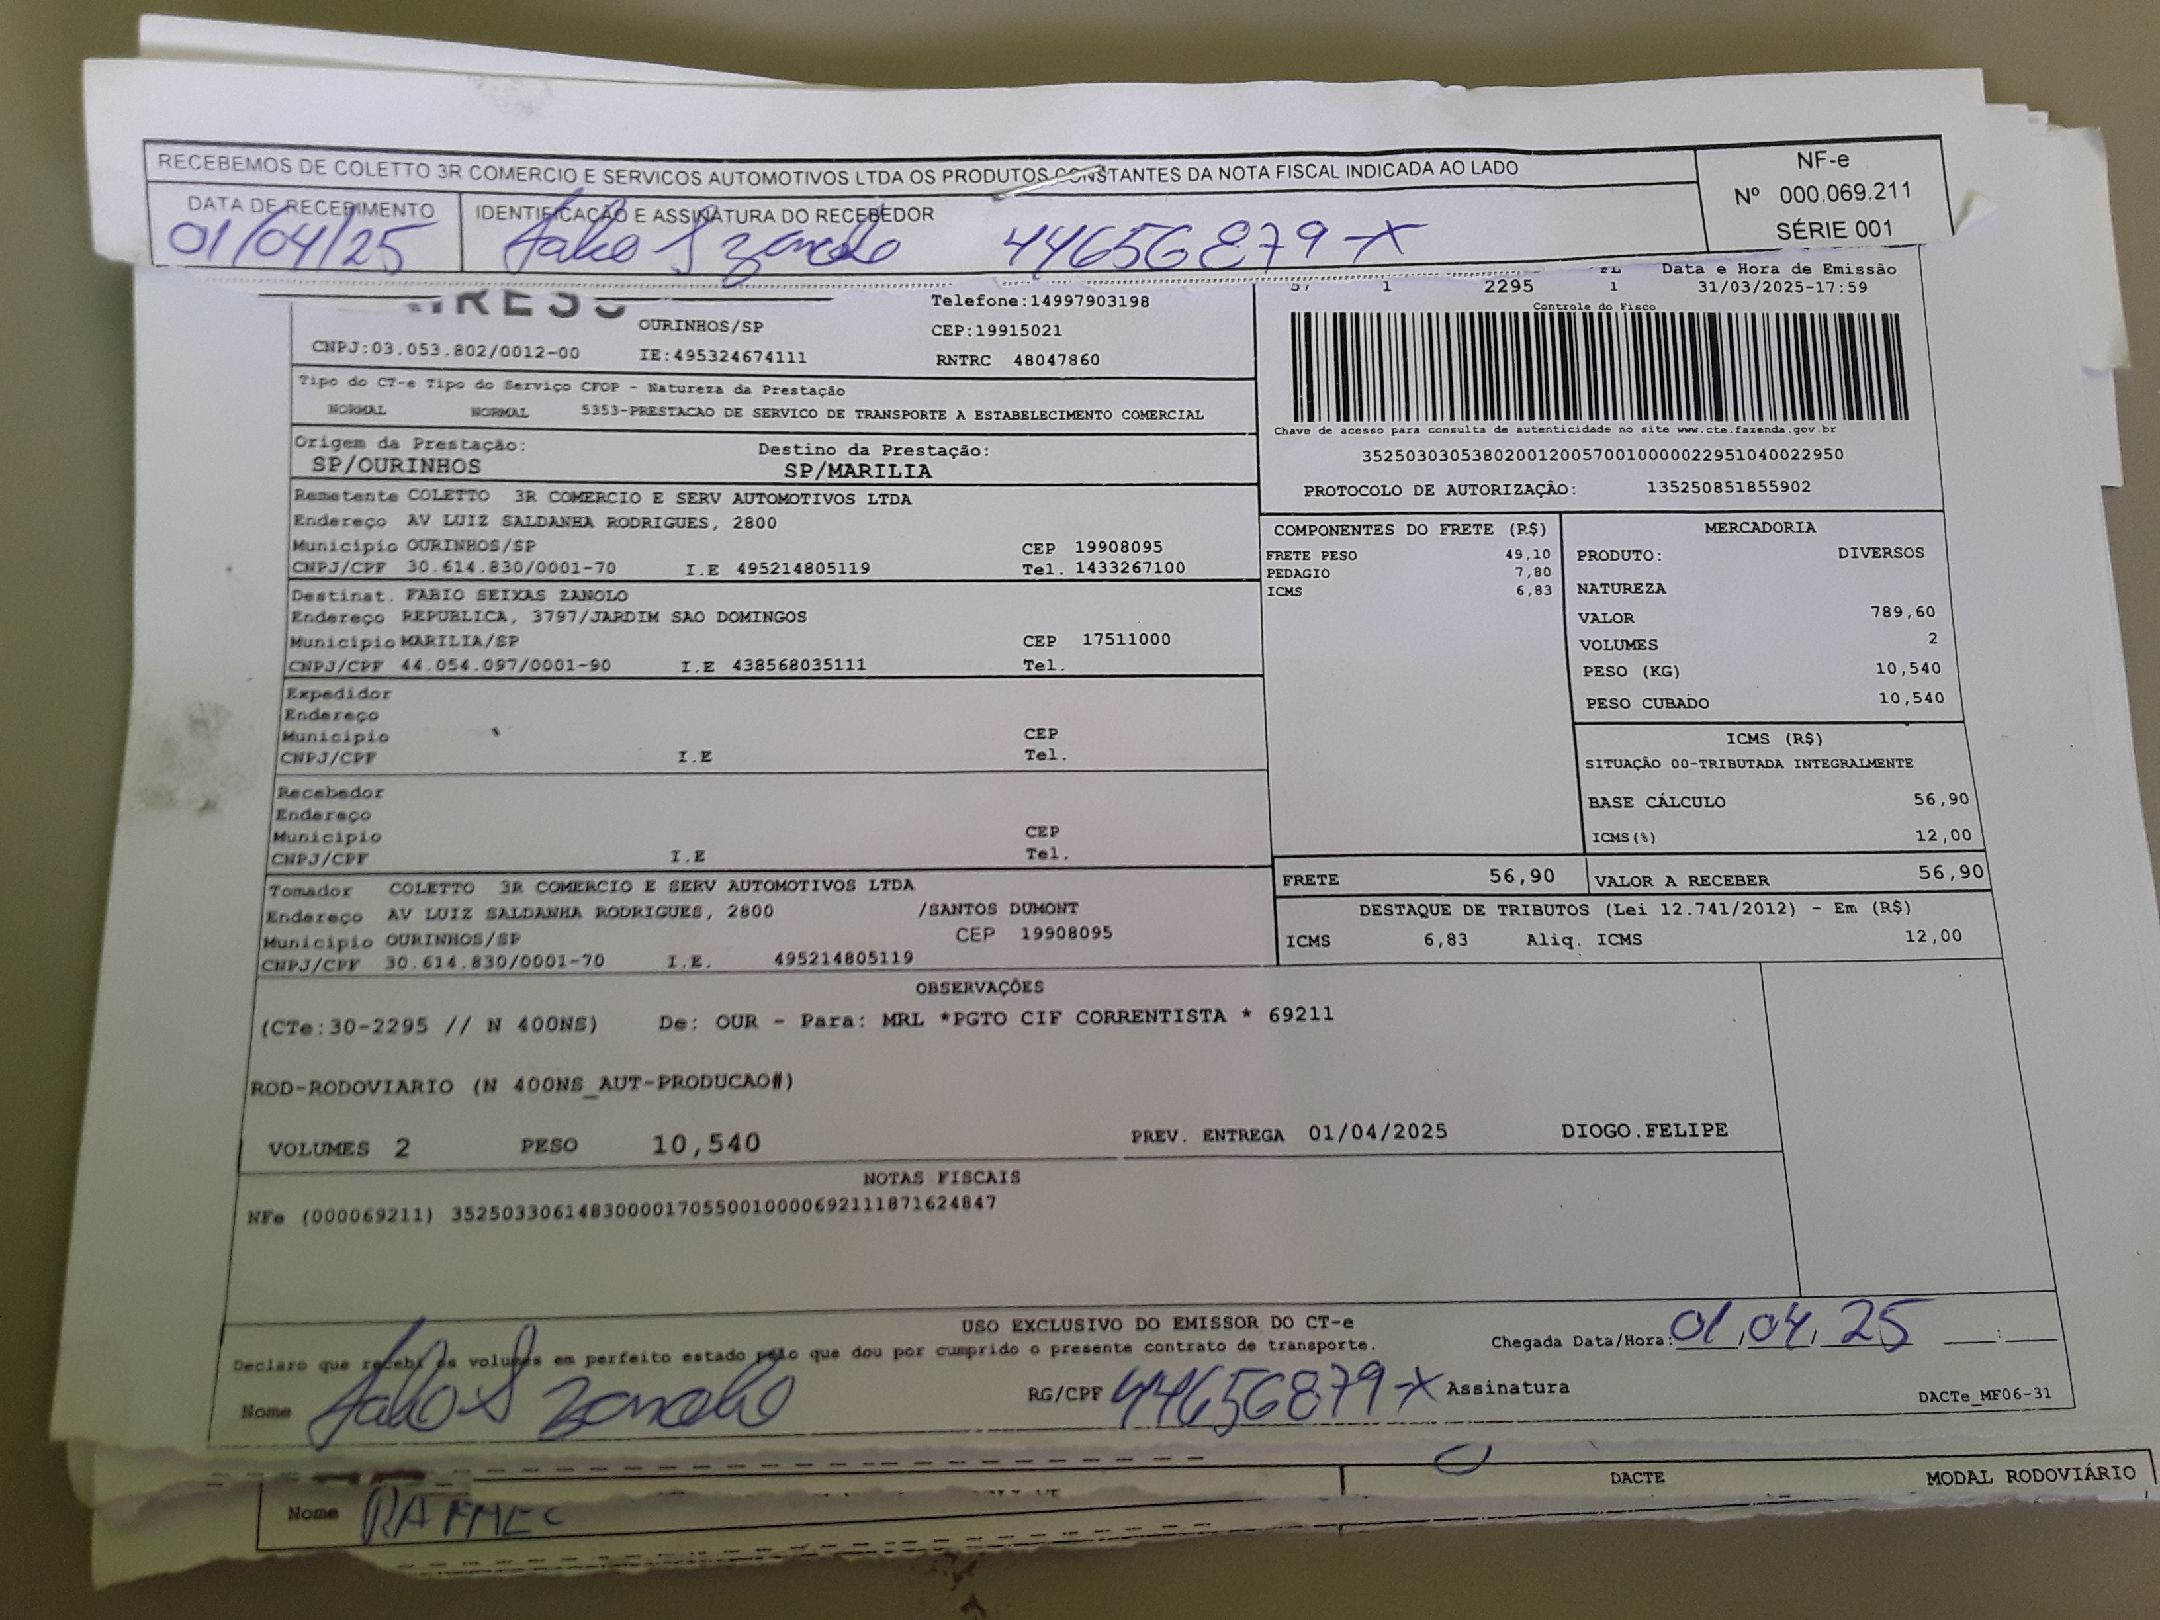 RECEBEMOS DE COLETTO 3R COMERCIO E SERVICOS AUTOMOTIVOS LTDA OS PRODUTOS CONSTANTES DA NOTA FISCAL INDICADA AO LADO
NF-e
Nº 000.069.211
SÉRIE 001
DATA DE RECEBIMENTO
01/04/25
IDENTIFICAÇÃO E ASSINATURA DO RECEBEDOR
44656879-X
OURINHOS/SP
CNPJ:03.053.802/0012-00 IE:495324674111
Telefone:14997903198
CEP:19915021
RNTRC 48047860
57 1 2295 1
Data e Hora de Emissão
31/03/2025-17:59
Controle do Fisco
Tipo do CT-e Tipo do Serviço CFOP - Natureza da Prestação
NORMAL NORMAL 5353-PRESTACAO DE SERVICO DE TRANSPORTE A ESTABELECIMENTO COMERCIAL
Origem da Prestação: Destino da Prestação:
SP/OURINHOS SP/MARILIA
Chave de acesso para consulta de autenticidade no site www.cte.fazenda.gov.br
35250303053802001200570010000022951040022950
PROTOCOLO DE AUTORIZAÇÃO: 135250851855902
Remetente COLETTO 3R COMERCIO E SERV AUTOMOTIVOS LTDA
Endereço AV LUIZ SALDANHA RODRIGUES, 2800
Municipio OURINHOS/SP CEP 19908095
CNPJ/CPF 30.614.830/0001-70 I.E 495214805119 Tel. 1433267100
Destinat. FABIO SEIXAS ZANOLO
Endereço REPUBLICA, 3797/JARDIM SAO DOMINGOS
Municipio MARILIA/SP CEP 17511000
CNPJ/CPF 44.054.097/0001-90 I.E 438568035111 Tel.
Expedidor
Endereço
Municipio CEP
CNPJ/CPF I.E Tel.
Recebedor
Endereço
Municipio CEP
CNPJ/CPF I.E Tel.
Tomador COLETTO 3R COMERCIO E SERV AUTOMOTIVOS LTDA
Endereço AV LUIZ SALDANHA RODRIGUES, 2800 /SANTOS DUMONT
Municipio OURINHOS/SP CEP 19908095
CNPJ/CPF 30.614.830/0001-70 I.E. 495214805119
COMPONENTES DO FRETE (R$)
FRETE PESO 49,10
PEDAGIO 7,80
ICMS 6,83
MERCADORIA
PRODUTO: DIVERSOS
NATUREZA
VALOR 789,60
VOLUMES 2
PESO (KG) 10,540
PESO CUBADO 10,540
ICMS (R$)
SITUAÇÃO 00-TRIBUTADA INTEGRALMENTE
BASE CÁLCULO 56,90
ICMS(%) 12,00
FRETE 56,90 VALOR A RECEBER 56,90
DESTAQUE DE TRIBUTOS (Lei 12.741/2012) - Em (R$)
ICMS 6,83 Aliq. ICMS 12,00
OBSERVAÇÕES
(CTe:30-2295 // N 400NS) De: OUR - Para: MRL *PGTO CIF CORRENTISTA * 69211
ROD-RODOVIARIO (N 400NS_AUT-PRODUCAO#)
VOLUMES 2 PESO 10,540 PREV. ENTREGA 01/04/2025 DIOGO.FELIPE
NOTAS FISCAIS
NFe (000069211) 35250330614830000170550010000692111871624847
USO EXCLUSIVO DO EMISSOR DO CT-e
Declaro que recebi os volumes em perfeito estado pelo que dou por cumprido o presente contrato de transporte.
Chegada Data/Hora: 01/04/25 ___:___
Nome
RG/CPF 44656879-X Assinatura
DACTe_MF06-31
DACTE MODAL RODOVIÁRIO
Nome